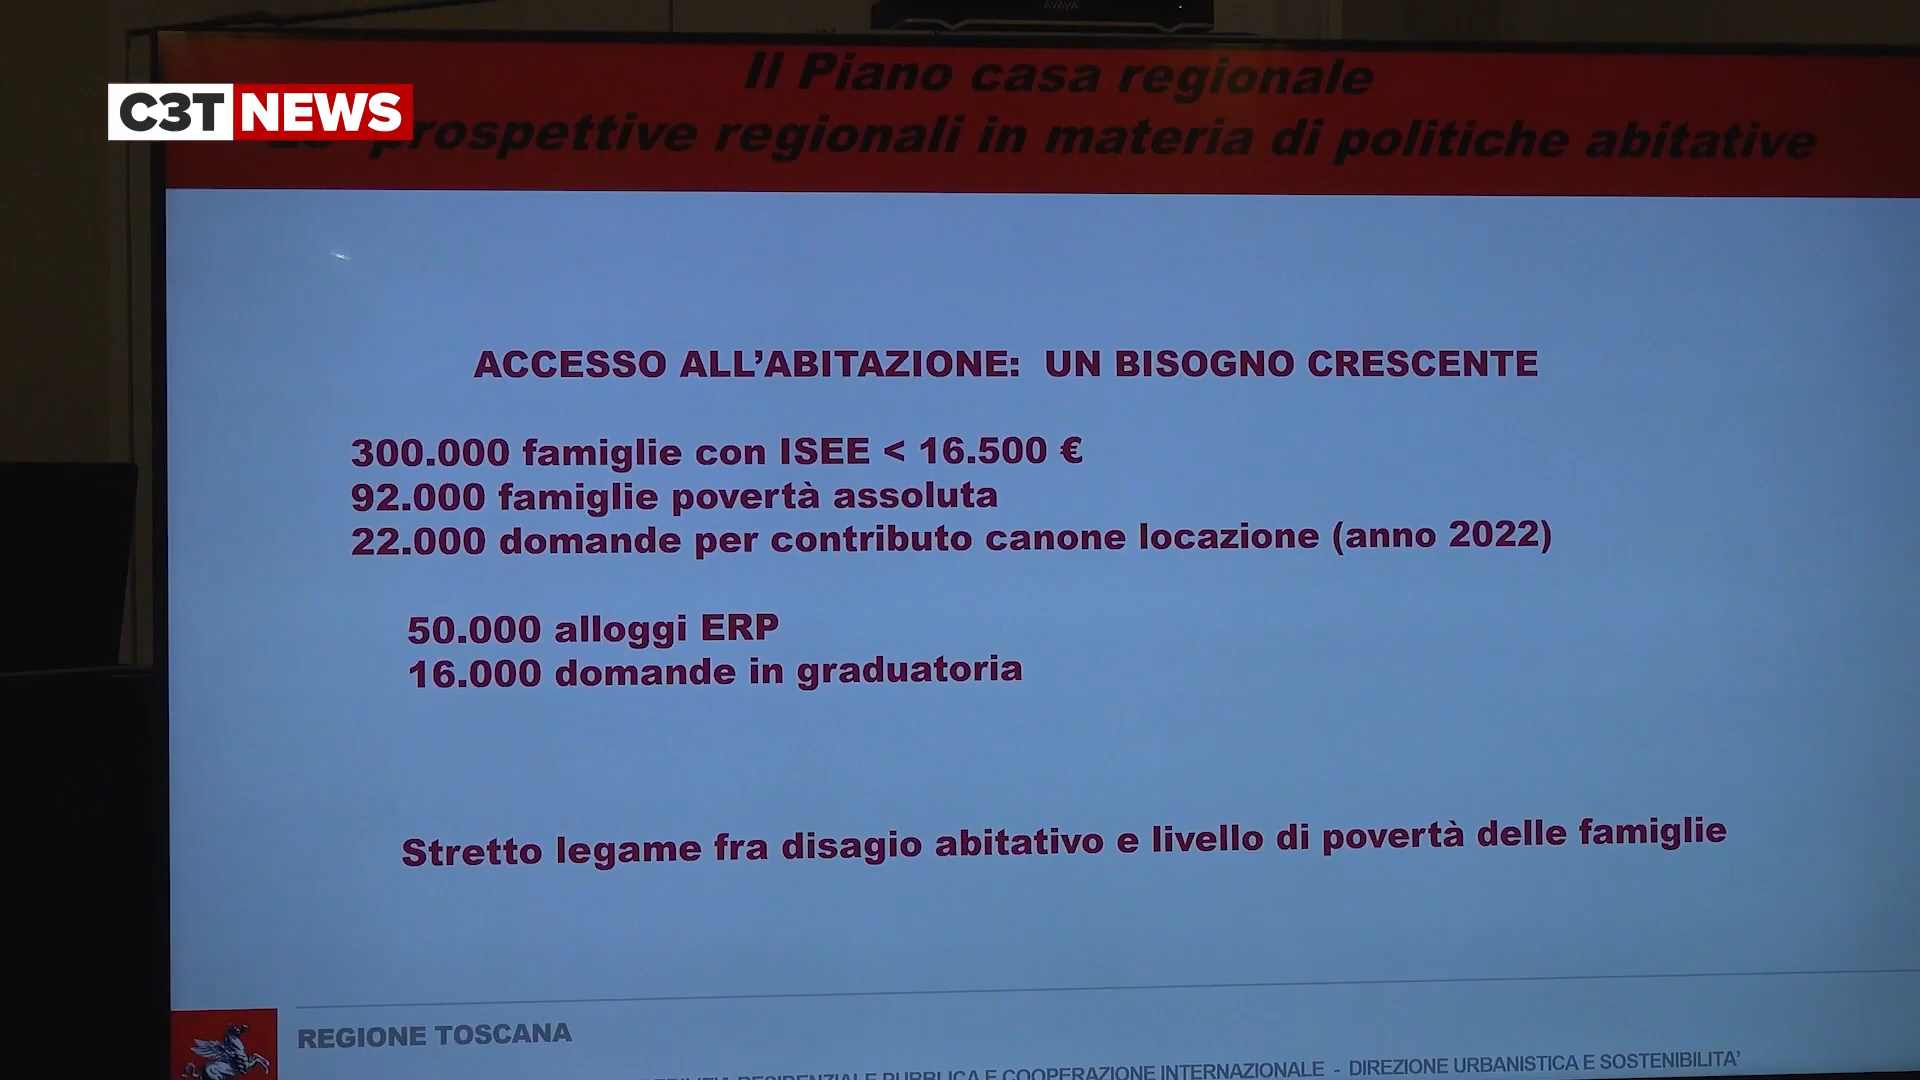 AVAYA
Il Piano casa regionale
C3T NEWS
prospettive regionali in materia di politiche abitative
ACCESSO ALL’ABITAZIONE: UN BISOGNO CRESCENTE
300.000 famiglie con ISEE < 16.500 €
92.000 famiglie povertà assoluta
22.000 domande per contributo canone locazione (anno 2022)
50.000 alloggi ERP
16.000 domande in graduatoria
Stretto legame fra disagio abitativo e livello di povertà delle famiglie
REGIONE TOSCANA
RESIDENZIALE PUBBLICA E COOPERAZIONE INTERNAZIONALE - DIREZIONE URBANISTICA E SOSTENIBILITA’